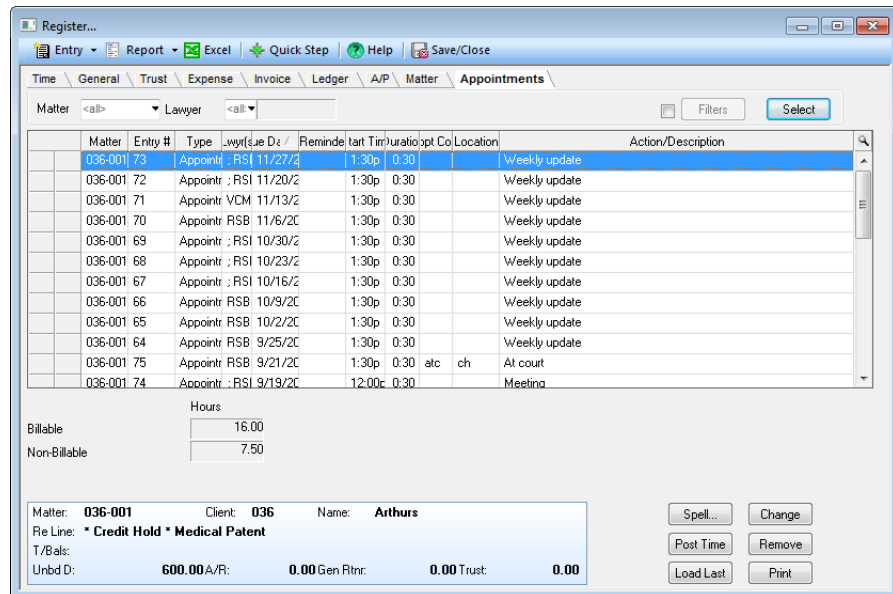 Register...
Entry Report Excel Quick Step Help Save/Close
Time General Trust Expense Invoice Ledger A/P Matter Appointments
Matter <all> Lawyer <all> Filters Select
Matter Entry # Type .wyr(s ue Da Reminde tart Tim uratio ppt Co Location Action/Description
036-001 73 Appointr ; RSI 11/27/2 1:30p 0:30 Weekly update
036-001 72 Appointr ; RSI 11/20/2 1:30p 0:30 Weekly update
036-001 71 Appointr VCM 11/13/2 1:30p 0:30 Weekly update
036-001 70 Appointr RSB 11/6/20 1:30p 0:30 Weekly update
036-001 69 Appointr ; RSI 10/30/2 1:30p 0:30 Weekly update
036-001 68 Appointr ; RSI 10/23/2 1:30p 0:30 Weekly update
036-001 67 Appointr ; RSI 10/16/2 1:30p 0:30 Weekly update
036-001 66 Appointr RSB 10/9/20 1:30p 0:30 Weekly update
036-001 65 Appointr RSB 10/2/20 1:30p 0:30 Weekly update
036-001 64 Appointr RSB 9/25/20 1:30p 0:30 Weekly update
036-001 75 Appointr RSB 9/21/20 1:30p 0:30 atc ch At court
036-001 74 Appointr ; RSI 9/19/20 12:00p 0:30 Meeting
Hours
Billable 16.00
Non-Billable 7.50
Matter: 036-001 Client: 036 Name: Arthurs
Re Line: * Credit Hold * Medical Patent
T/Bals:
Unbd D: 600.00 A/R: 0.00 Gen Rtnr: 0.00 Trust: 0.00
Spell... Change
Post Time Remove
Load Last Print